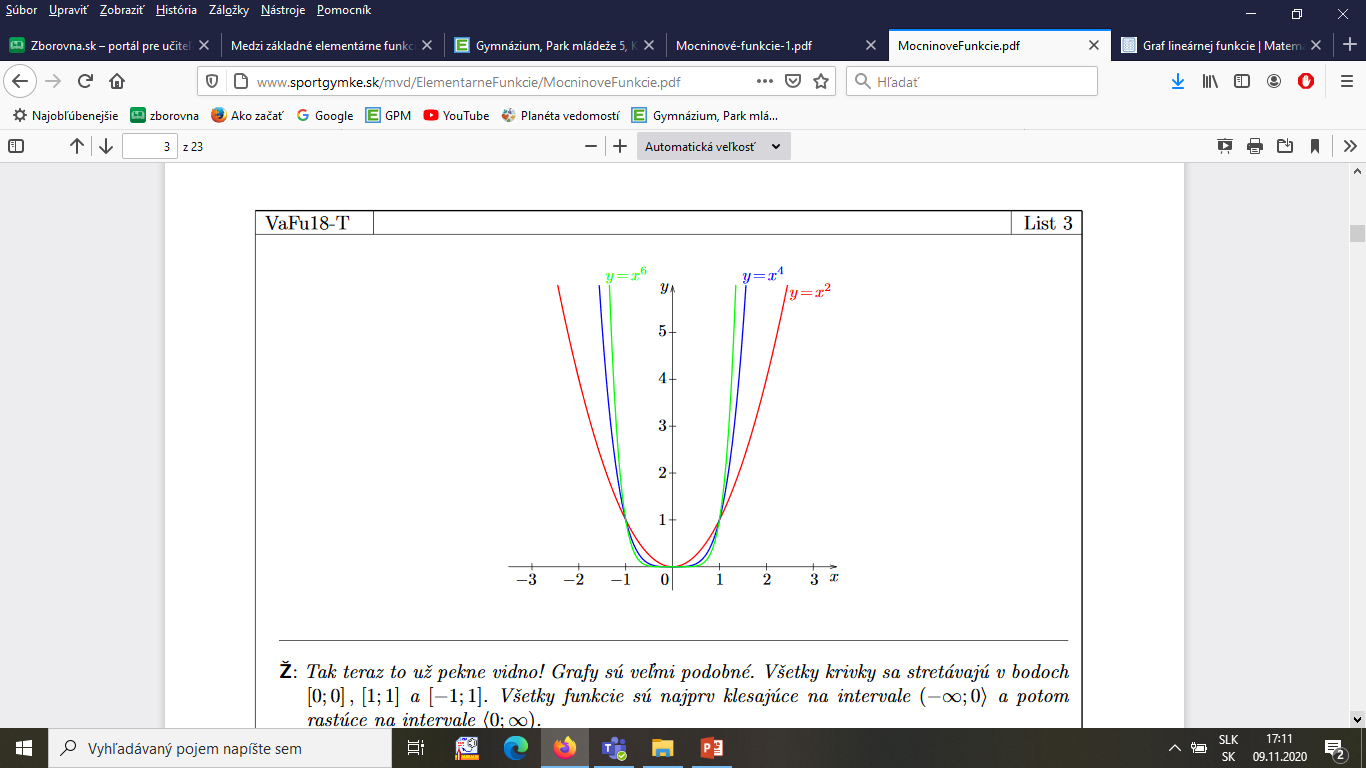 Súbor Upraviť Zobraziť História Záložky Nástroje Pomocník
Zborovna.sk – portál pre učiteľ
Medzi základné elementárne funkc
Gymnázium, Park mládeže 5, K
Mocninové-funkcie-1.pdf
MocninoveFunkcie.pdf
Graf lineárnej funkcie | Matema
www.sportgymke.sk/mvd/ElementarneFunkcie/MocninoveFunkcie.pdf
Hľadať
Najobľúbenejšie zborovna Ako začať Google GPM YouTube Planéta vedomostí Gymnázium, Park mlá...
3 z 23
Automatická veľkosť
VaFu18-T
List 3
y=x⁶
y=x⁴
y=x²
y
5
4
3
2
1
−3 −2 −1 0 1 2 3 x
Ž: Tak teraz to už pekne vidno! Grafy sú veľmi podobné. Všetky krivky sa stretávajú v bodoch
[0; 0], [1; 1] a [−1; 1]. Všetky funkcie sú najprv klesajúce na intervale (−∞; 0⟩ a potom
rastúce na intervale ⟨0; ∞).
Vyhľadávaný pojem napíšte sem
SLK
SK
17:11
09.11.2020
2